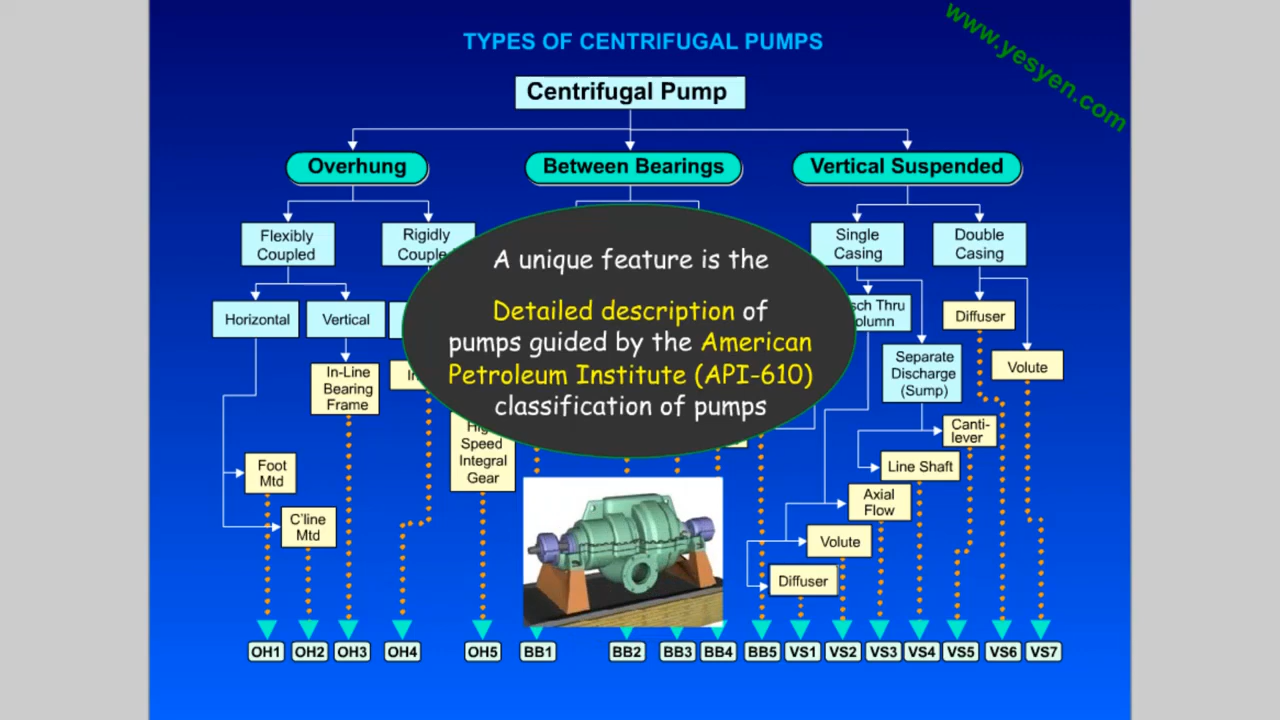 www.yesyen.com
TYPES OF CENTRIFUGAL PUMPS
Centrifugal Pump
Overhung
Between Bearings
Vertical Suspended
Flexibly
Coupled
Rigidly
Single
Casing
Double
Casing
A unique feature is the
Detailed description of
pumps guided by the American
Petroleum Institute (API-610)
classification of pumps
Horizontal
Vertical
Thru
Diffuser
In-Line
Bearing
Frame
Separate
Discharge
(Sump)
Volute
Speed
Integral
Gear
Canti-
lever
Foot
Mtd
Line Shaft
C'line
Mtd
Axial
Flow
Volute
Diffuser
OH1 OH2 OH3 OH4 OH5 BB1 BB2 BB3 BB4 BB5 VS1 VS2 VS3 VS4 VS5 VS6 VS7